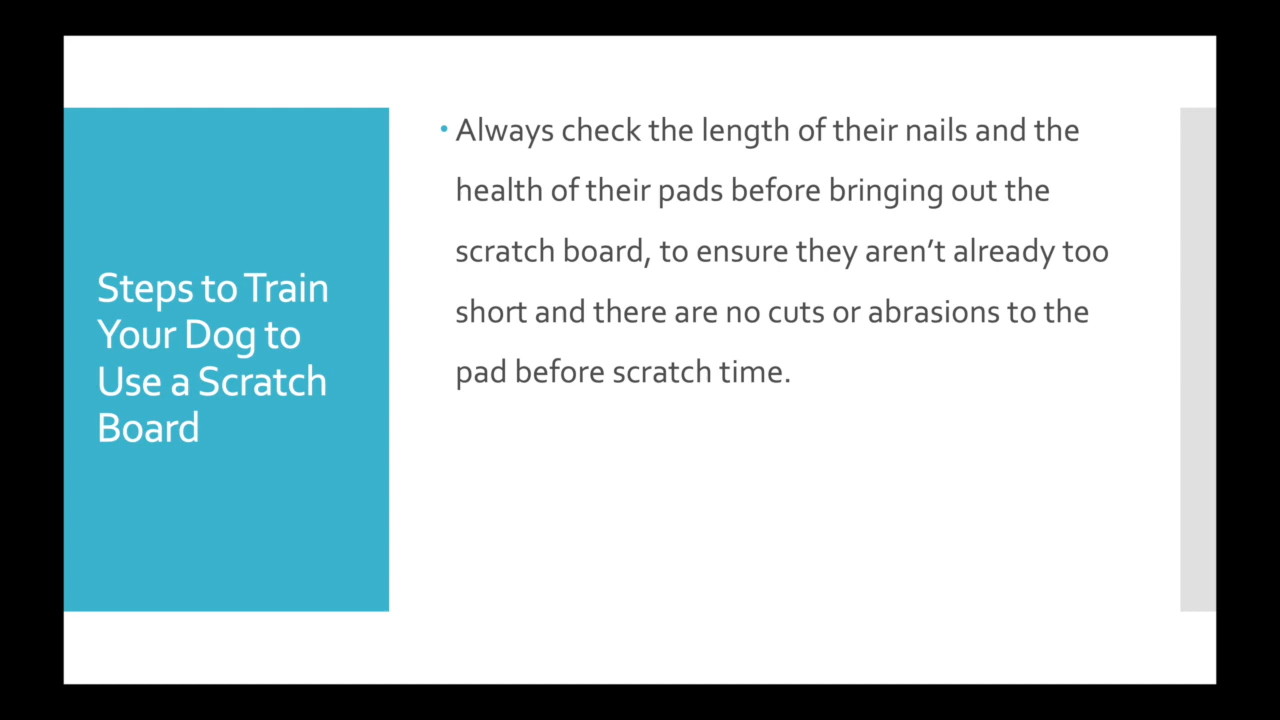 Steps to Train
Your Dog to
Use a Scratch
Board
• Always check the length of their nails and the
health of their pads before bringing out the
scratch board, to ensure they aren’t already too
short and there are no cuts or abrasions to the
pad before scratch time.